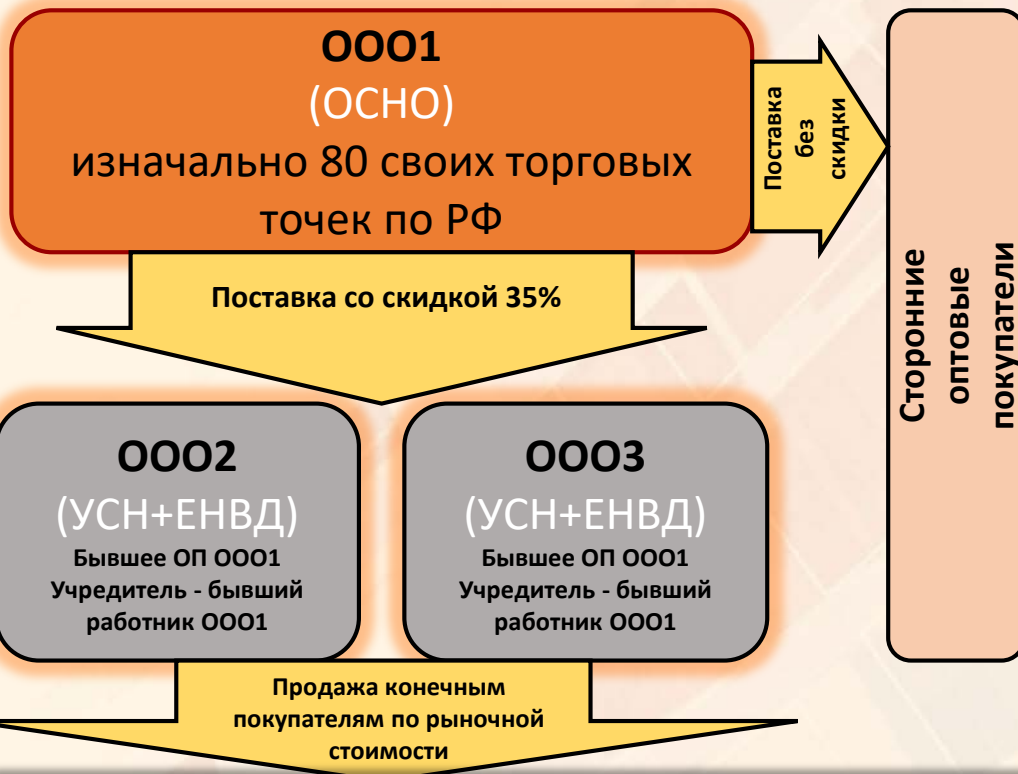 ООО1
(ОСНО)
изначально 80 своих торговых
точек по РФ
Поставка
без
скидки
Сторонние
оптовые
покупатели
Поставка со скидкой 35%
ООО2
(УСН+ЕНВД)
Бывшее ОП ООО1
Учредитель - бывший
работник ООО1
ООО3
(УСН+ЕНВД)
Бывшее ОП ООО1
Учредитель - бывший
работник ООО1
Продажа конечным
покупателям по рыночной
стоимости